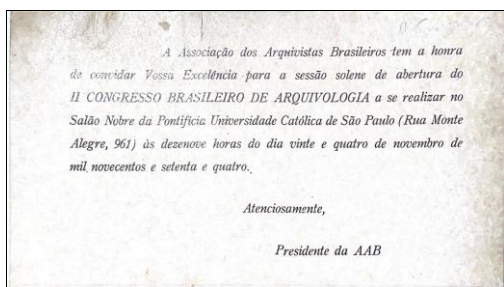 A Associação dos Arquivistas Brasileiros tem a honra
de convidar Vossa Excelência para a sessão solene de abertura do
II CONGRESSO BRASILEIRO DE ARQUIVOLOGIA a se realizar no
Salão Nobre da Pontifícia Universidade Católica de São Paulo (Rua Monte
Alegre, 961) às dezenove horas do dia vinte e quatro de novembro de
mil novecentos e setenta e quatro.
Atenciosamente,
Presidente da AAB